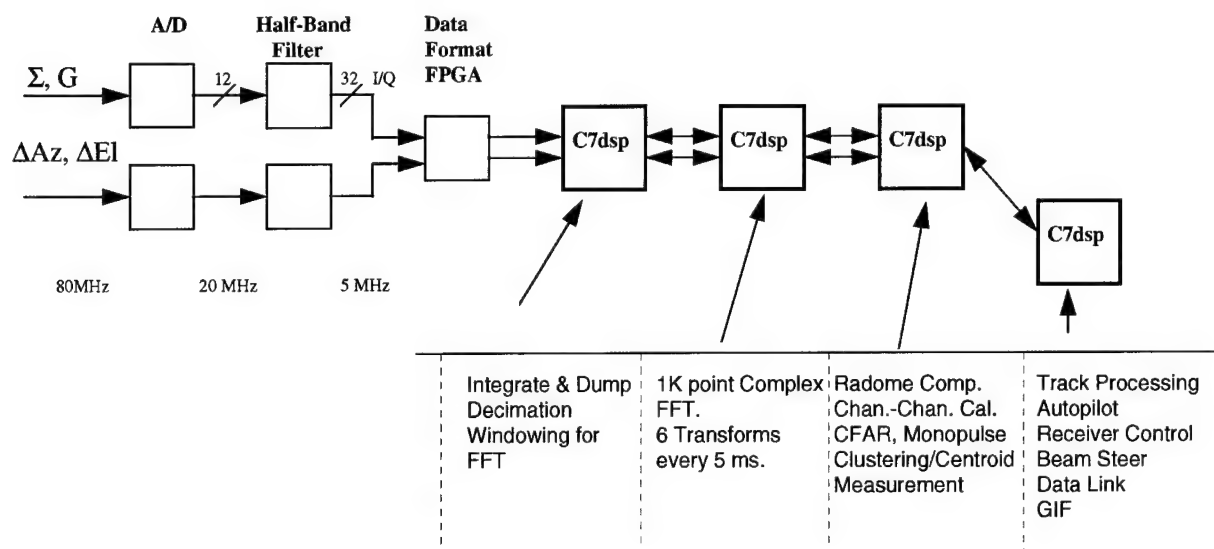 A/D
Half-Band
Filter
Data
Format
FPGA
Σ, G
12
32
I/Q
ΔAz, ΔEl
C7dsp
C7dsp
C7dsp
C7dsp
80MHz
20 MHz
5 MHz
Integrate & Dump
Decimation
Windowing for
FFT
1K point Complex
FFT.
6 Transforms
every 5 ms.
Radome Comp.
Chan.-Chan. Cal.
CFAR, Monopulse
Clustering/Centroid
Measurement
Track Processing
Autopilot
Receiver Control
Beam Steer
Data Link
GIF